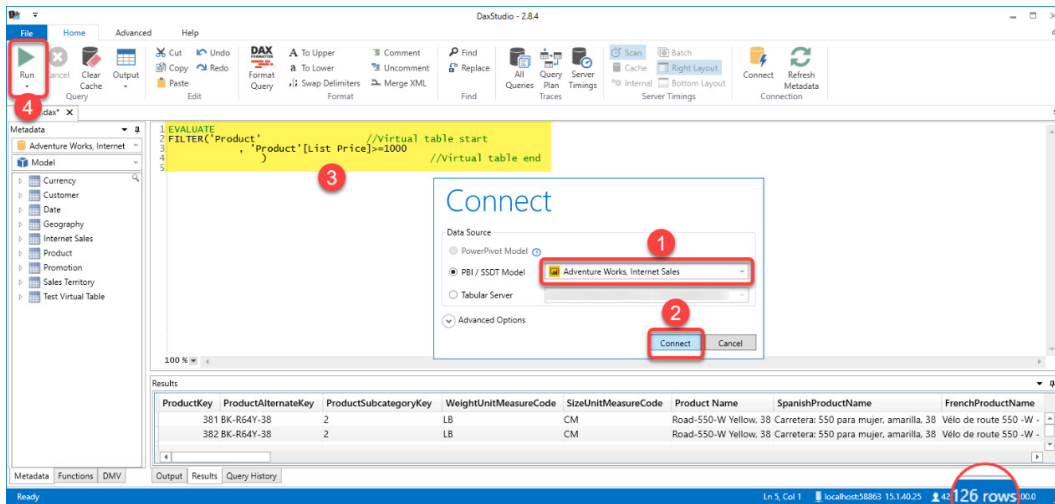 DaxStudio - 2.8.4
File Home Advanced Help
Run Cancel Clear Cache Output
Query
Cut Undo
Copy Redo
Paste
Edit
DAX
FORMATTER
Format Query
A To Upper Comment
a To Lower Uncomment
Swap Delimiters Merge XML
Format
Find
Replace
Find
All Queries Query Plan Server Timings
Traces
Scan Batch
Cache Right Layout
Internal Bottom Layout
Server Timings
Connect Refresh Metadata
Connection
4
.dax* X
Metadata
Adventure Works, Internet
Model
Currency
Customer
Date
Geography
Internet Sales
Product
Promotion
Sales Territory
Test Virtual Table
1 EVALUATE
2 FILTER('Product' //Virtual table start
3 , 'Product'[List Price]>=1000
4 ) //Virtual table end
5
3
Connect
Data Source
PowerPivot Model
1
PBI / SSDT Model Adventure Works, Internet Sales
Tabular Server
2
Advanced Options
Connect Cancel
100 %
Results
ProductKey ProductAlternateKey ProductSubcategoryKey WeightUnitMeasureCode SizeUnitMeasureCode Product Name SpanishProductName FrenchProductName
381 BK-R64Y-38 2 LB CM Road-550-W Yellow, 38 Carretera: 550 para mujer, amarilla, 38 Vélo de route 550 -W -
382 BK-R64Y-38 2 LB CM Road-550-W Yellow, 38 Carretera: 550 para mujer, amarilla, 38 Vélo de route 550 -W -
Metadata Functions DMV
Output Results Query History
Ready Ln 5, Col 1 localhost:58863 15.1.40.25 42 126 rows 00.0